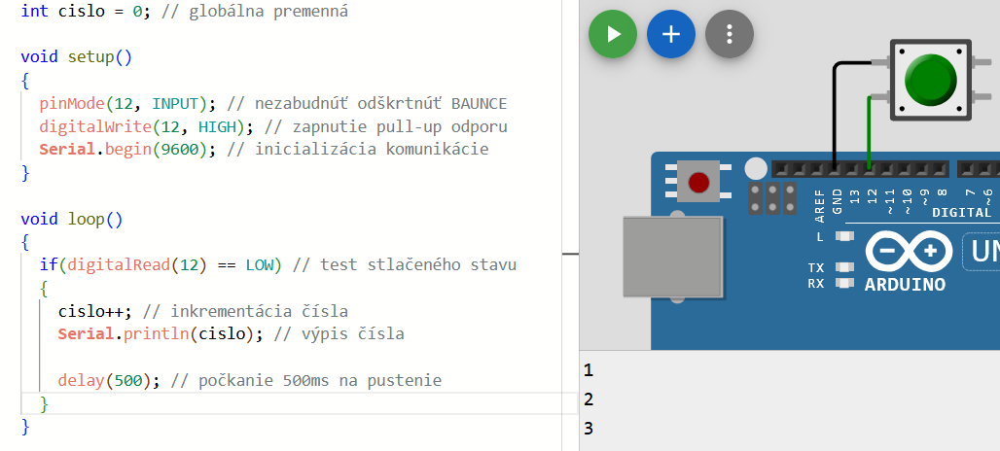 int cislo = 0; // globálna premenná
void setup()
{
pinMode(12, INPUT); // nezabudnúť odškrtnúť BAUNCE
digitalWrite(12, HIGH); // zapnutie pull-up odporu
Serial.begin(9600); // inicializácia komunikácie
}
void loop()
{
if(digitalRead(12) == LOW) // test stlačeného stavu
{
cislo++; // inkrementácia čísla
Serial.println(cislo); // výpis čísla
delay(500); // počkanie 500ms na pustenie
}
}
AREF
GND
13
12
~11
~10
~9
8
7
~6
DIGITAL
L
TX
RX
ARDUINO
UN
1
2
3